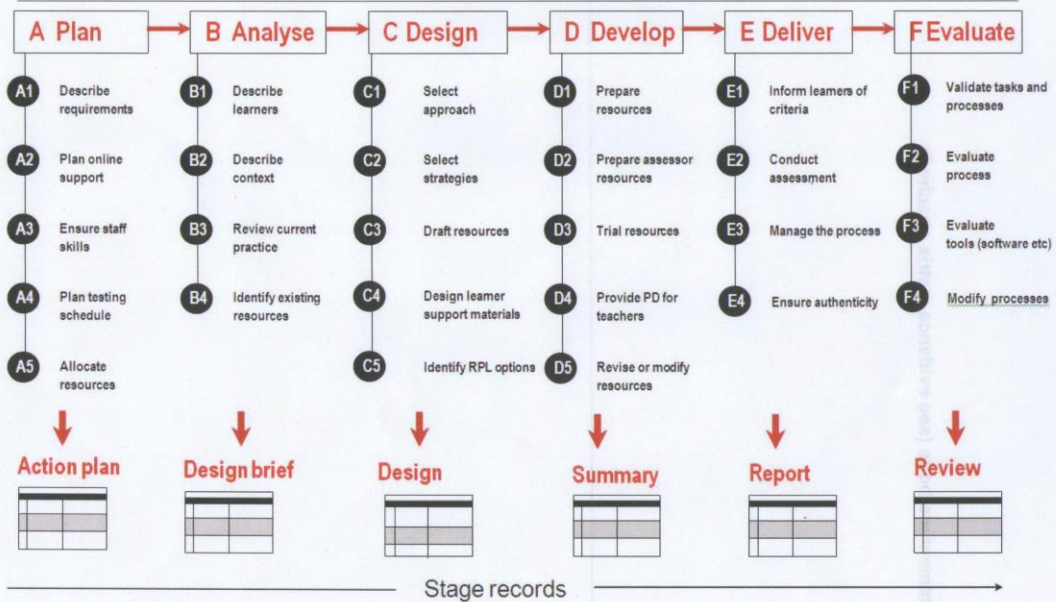 A Plan
B Analyse
C Design
D Develop
E Deliver
F Evaluate
A1 Describe
requirements
A2 Plan online
support
A3 Ensure staff
skills
A4 Plan testing
schedule
A5 Allocate
resources
B1 Describe
learners
B2 Describe
context
B3 Review current
practice
B4 Identify existing
resources
C1 Select
approach
C2 Select
strategies
C3 Draft resources
C4 Design learner
support materials
C5 Identify RPL options
D1 Prepare
resources
D2 Prepare assessor
resources
D3 Trial resources
D4 Provide PD for
teachers
D5 Revise or modify
resources
E1 Inform learners of
criteria
E2 Conduct
assessment
E3 Manage the process
E4 Ensure authenticity
F1 Validate tasks and
processes
F2 Evaluate
process
F3 Evaluate
tools (software etc)
F4 Modify processes
Action plan
Design brief
Design
Summary
Report
Review
Stage records